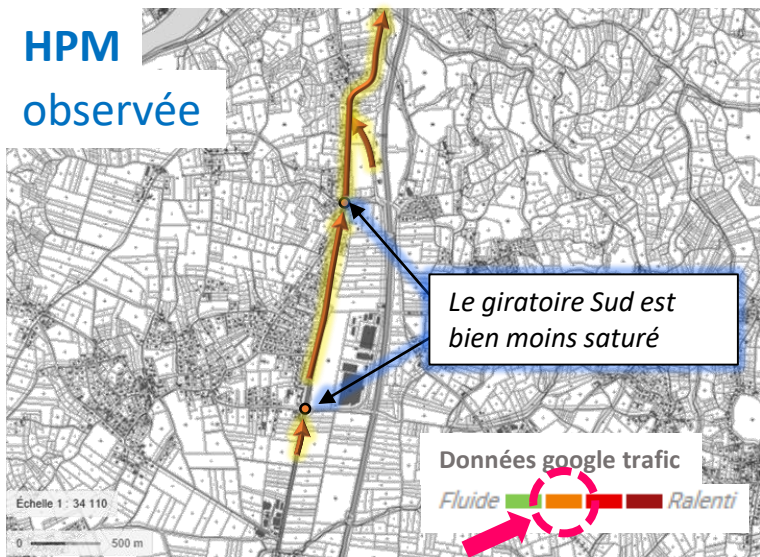 HPM
observée
Le giratoire Sud est
bien moins saturé
Données google trafic
Fluide Ralenti
Échelle 1 : 34 110
0 500 m